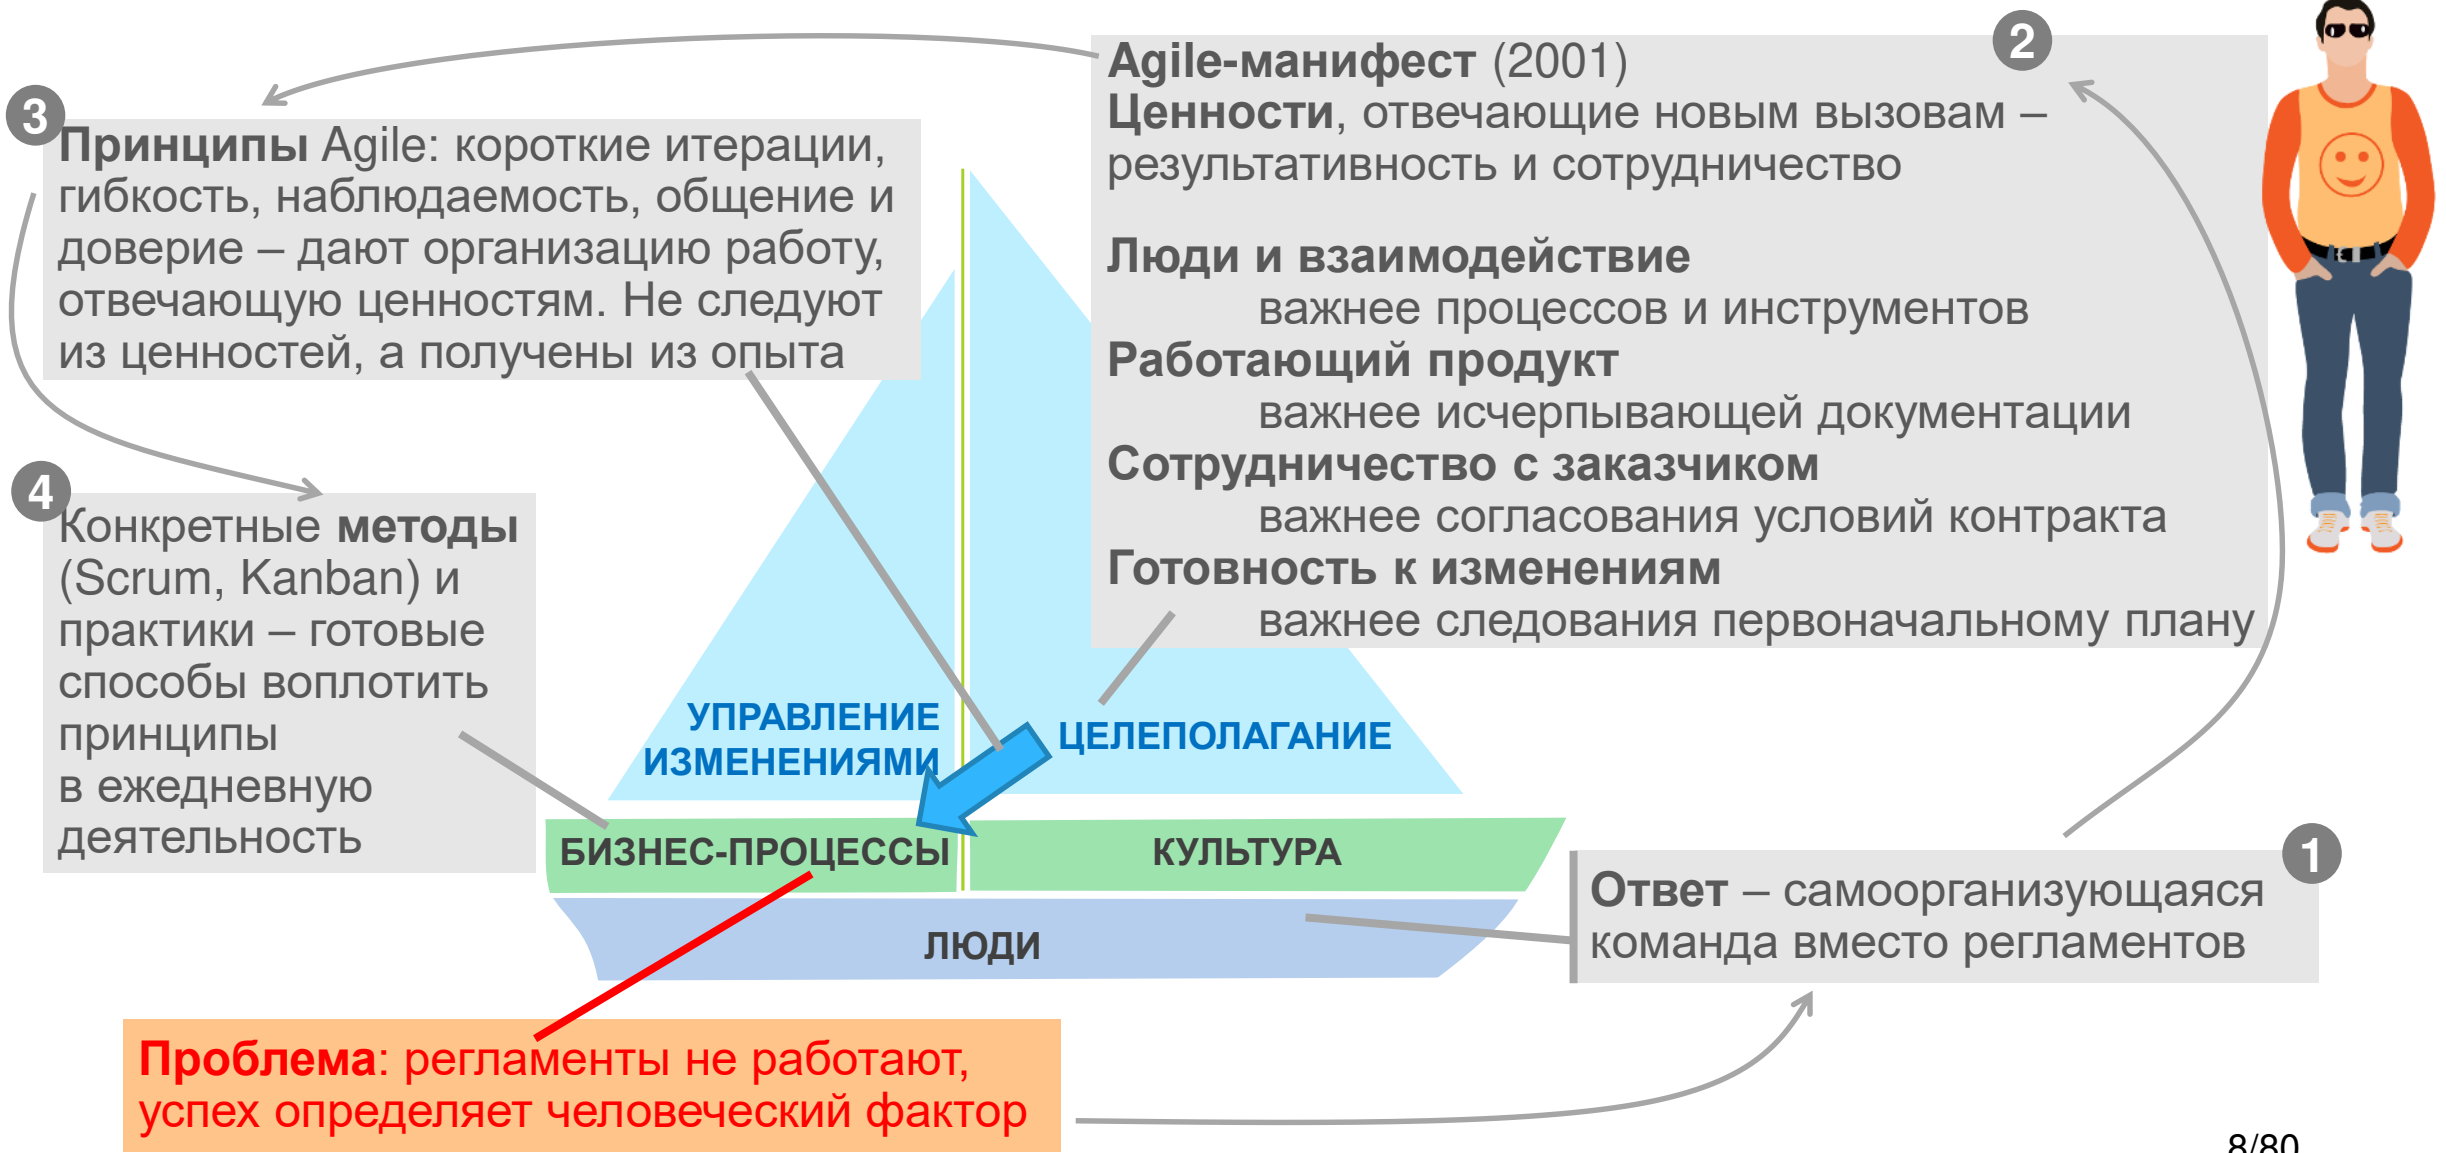 2
Agile-манифест (2001)
Ценности, отвечающие новым вызовам –
результативность и сотрудничество
Люди и взаимодействие
важнее процессов и инструментов
Работающий продукт
важнее исчерпывающей документации
Сотрудничество с заказчиком
важнее согласования условий контракта
Готовность к изменениям
важнее следования первоначальному плану
3
Принципы Agile: короткие итерации,
гибкость, наблюдаемость, общение и
доверие – дают организацию работу,
отвечающую ценностям. Не следуют
из ценностей, а получены из опыта
4
Конкретные методы
(Scrum, Kanban) и
практики – готовые
способы воплотить
принципы
в ежедневную
деятельность
УПРАВЛЕНИЕ
ИЗМЕНЕНИЯМИ
ЦЕЛЕПОЛАГАНИЕ
БИЗНЕС-ПРОЦЕССЫ
КУЛЬТУРА
ЛЮДИ
1
Ответ – самоорганизующаяся
команда вместо регламентов
Проблема: регламенты не работают,
успех определяет человеческий фактор
8/80